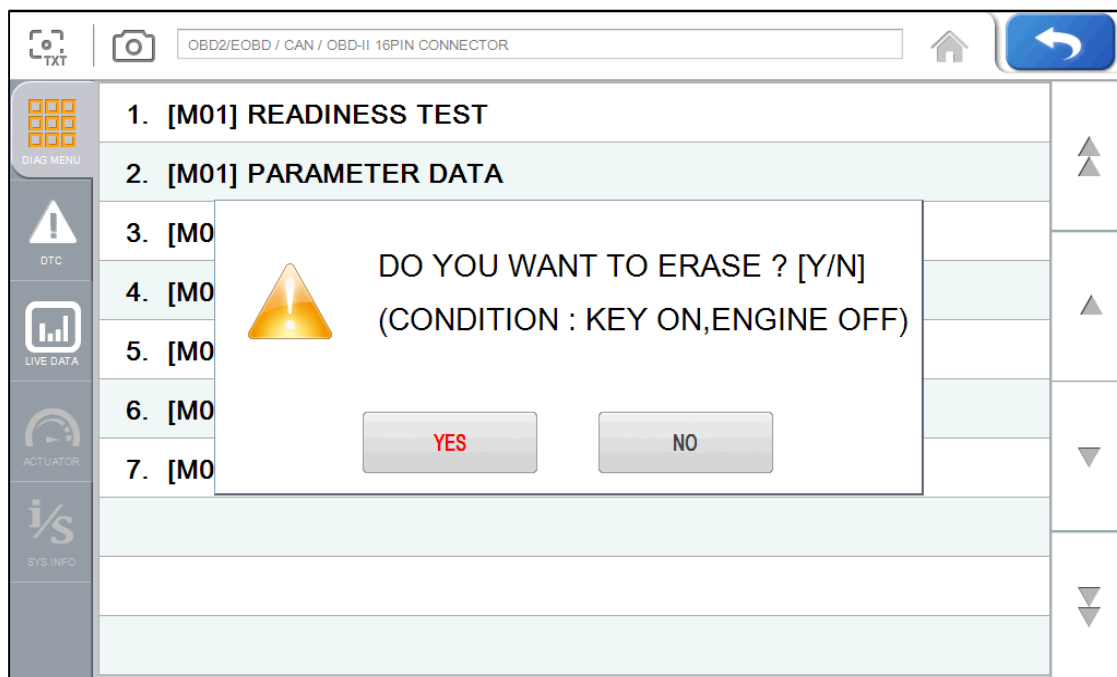 TXT
OBD2/EOBD / CAN / OBD-II 16PIN CONNECTOR
DIAG MENU
DTC
LIVE DATA
ACTUATOR
i/s
SYS.INFO
1. [M01] READINESS TEST
2. [M01] PARAMETER DATA
3. [M0
4. [M0
5. [M0
6. [M0
7. [M0
DO YOU WANT TO ERASE ? [Y/N]
(CONDITION : KEY ON,ENGINE OFF)
YES
NO